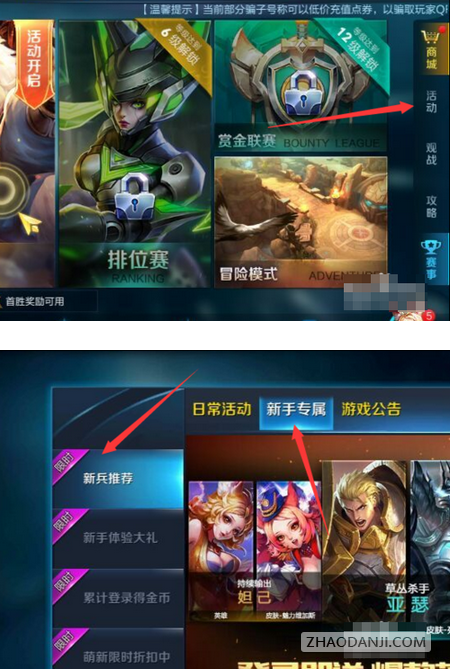 【温馨提示】当前部分骗子号称可以低价充值点券，以骗取玩家Q
活动开启
等级达到
6级解锁
等级达到
12级解锁
商城
活动
观战
攻略
赛事
赏金联赛 BOUNTY LEAGUE
排位赛
RANKING
冒险模式 ADVENTURE
首胜奖励可用
5
日常活动 新手专属 游戏公告
限时
新兵推荐
限时
新手体验大礼
限时
累计登录得金币
限时
萌新限时折扣中
持续输出
妲己
英雄 皮肤-魅力维加斯
草丛杀手
亚瑟
皮肤-
ZHAODANJI.COM